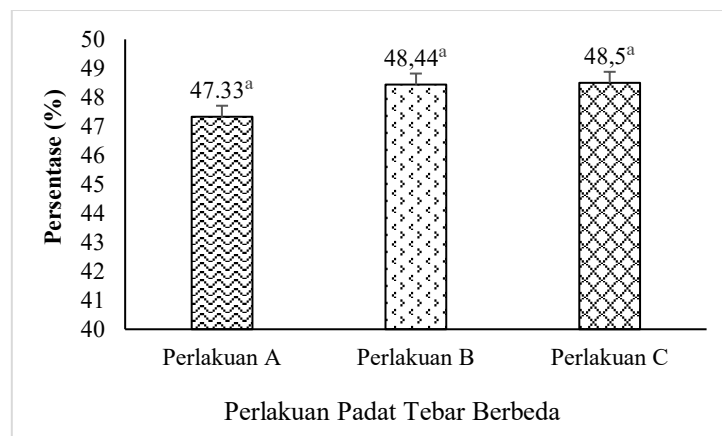 50
49
48
47
46
45
44
43
42
41
40
Persentase (%)
47.33ᵃ
48,44ᵃ
48,5ᵃ
Perlakuan A
Perlakuan B
Perlakuan C
Perlakuan Padat Tebar Berbeda